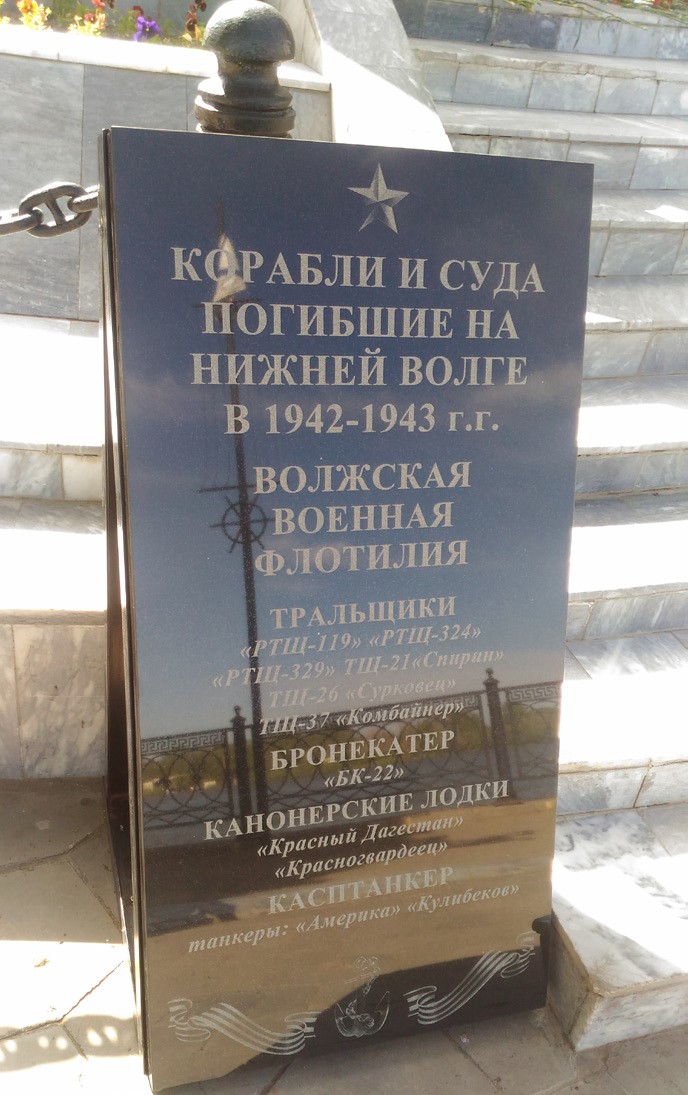 КОРАБЛИ И СУДА
ПОГИБШИЕ НА
НИЖНЕЙ ВОЛГЕ
В 1942-1943 г.г.
ВОЛЖСКАЯ
ВОЕННАЯ
ФЛОТИЛИЯ
ТРАЛЬЩИКИ
«РТЩ-119» «РТЩ-324»
«РТЩ-329» ТЩ-21«Спирин»
ТЩ-26 «Сурковец»
ТЩ-37 «Комбайнер»
БРОНЕКАТЕР
«БК-22»
КАНОНЕРСКИЕ ЛОДКИ
«Красный Дагестан»
«Красногвардеец»
КАСПТАНКЕР
танкеры: «Америка» «Кулибеков»